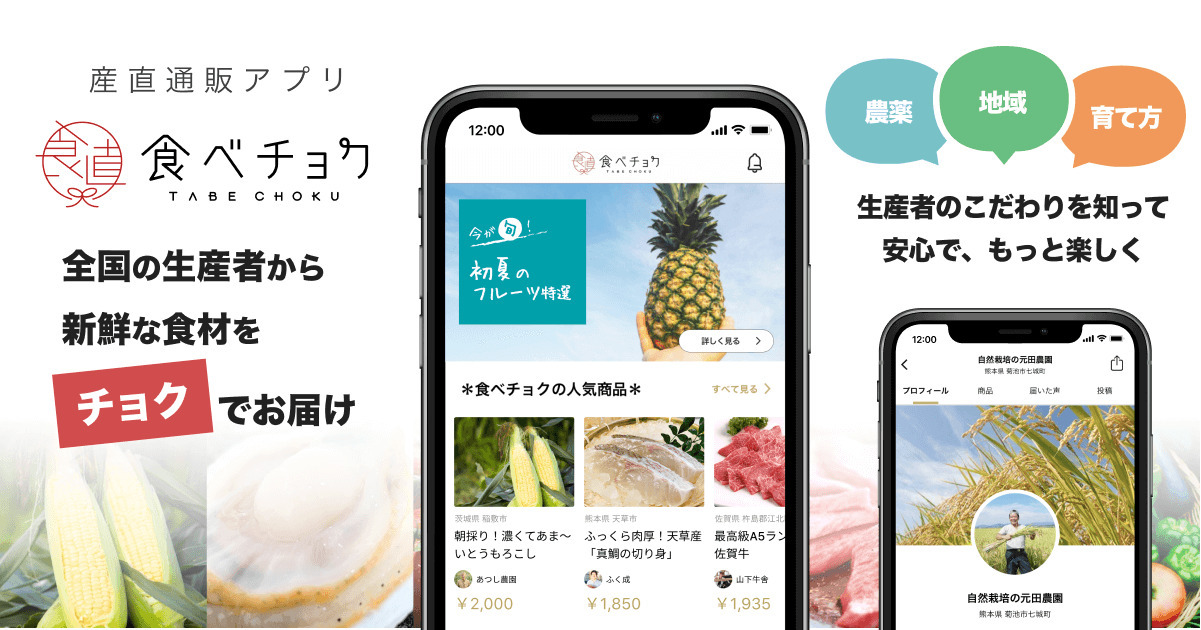 産直通販アプリ
食直
食べチョク
TABE CHOKU
全国の生産者から
新鮮な食材を
チョク
でお届け
12:00
食直
食べチョク
TABE CHOKU
今が旬!
初夏の
フルーツ特選
詳しく見る
＊食べチョクの人気商品＊
すべて見る
茨城県 稲敷市
朝採り！濃くてあま〜
いとうもろこし
あつし農園
￥2,000
熊本県 天草市
ふっくら肉厚！天草産
「真鯛の切り身」
ふく成
￥1,850
佐賀県 杵島郡江北
最高級A5ラン
佐賀牛
山下牛舎
￥1,935
農薬
地域
育て方
生産者のこだわりを知って
安心で、もっと楽しく
12:00
自然栽培の元田農園
熊本県 菊池市七城町
プロフィール
商品
届いた声
投稿
自然栽培の元田農園
熊本県 菊池市七城町